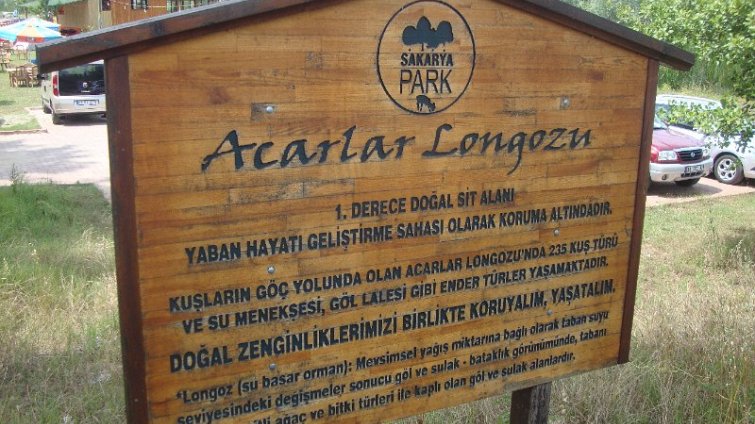 SAKARYA
PARK
Acarlar Longozu
1. DERECE DOĞAL SİT ALANI
YABAN HAYATI GELİŞTİRME SAHASI OLARAK KORUMA ALTINDADIR.
KUŞLARIN GÖÇ YOLUNDA OLAN ACARLAR LONGOZU'NDA 235 KUŞ TÜRÜ
VE SU MENEKŞESİ, GÖL LALESİ GİBİ ENDER TÜRLER YAŞAMAKTADIR.
DOĞAL ZENGİNLİKLERİMİZİ BİRLİKTE KORUYALIM, YAŞATALIM.
*Longoz (su basar orman): Mevsimsel yağış miktarına bağlı olarak taban suyu
seviyesindeki değişmeler sonucu göl ve sulak - bataklık görünümünde, tabanı
ağaç ve bitki türleri ile kaplı olan göl ve sulak alanlardır.